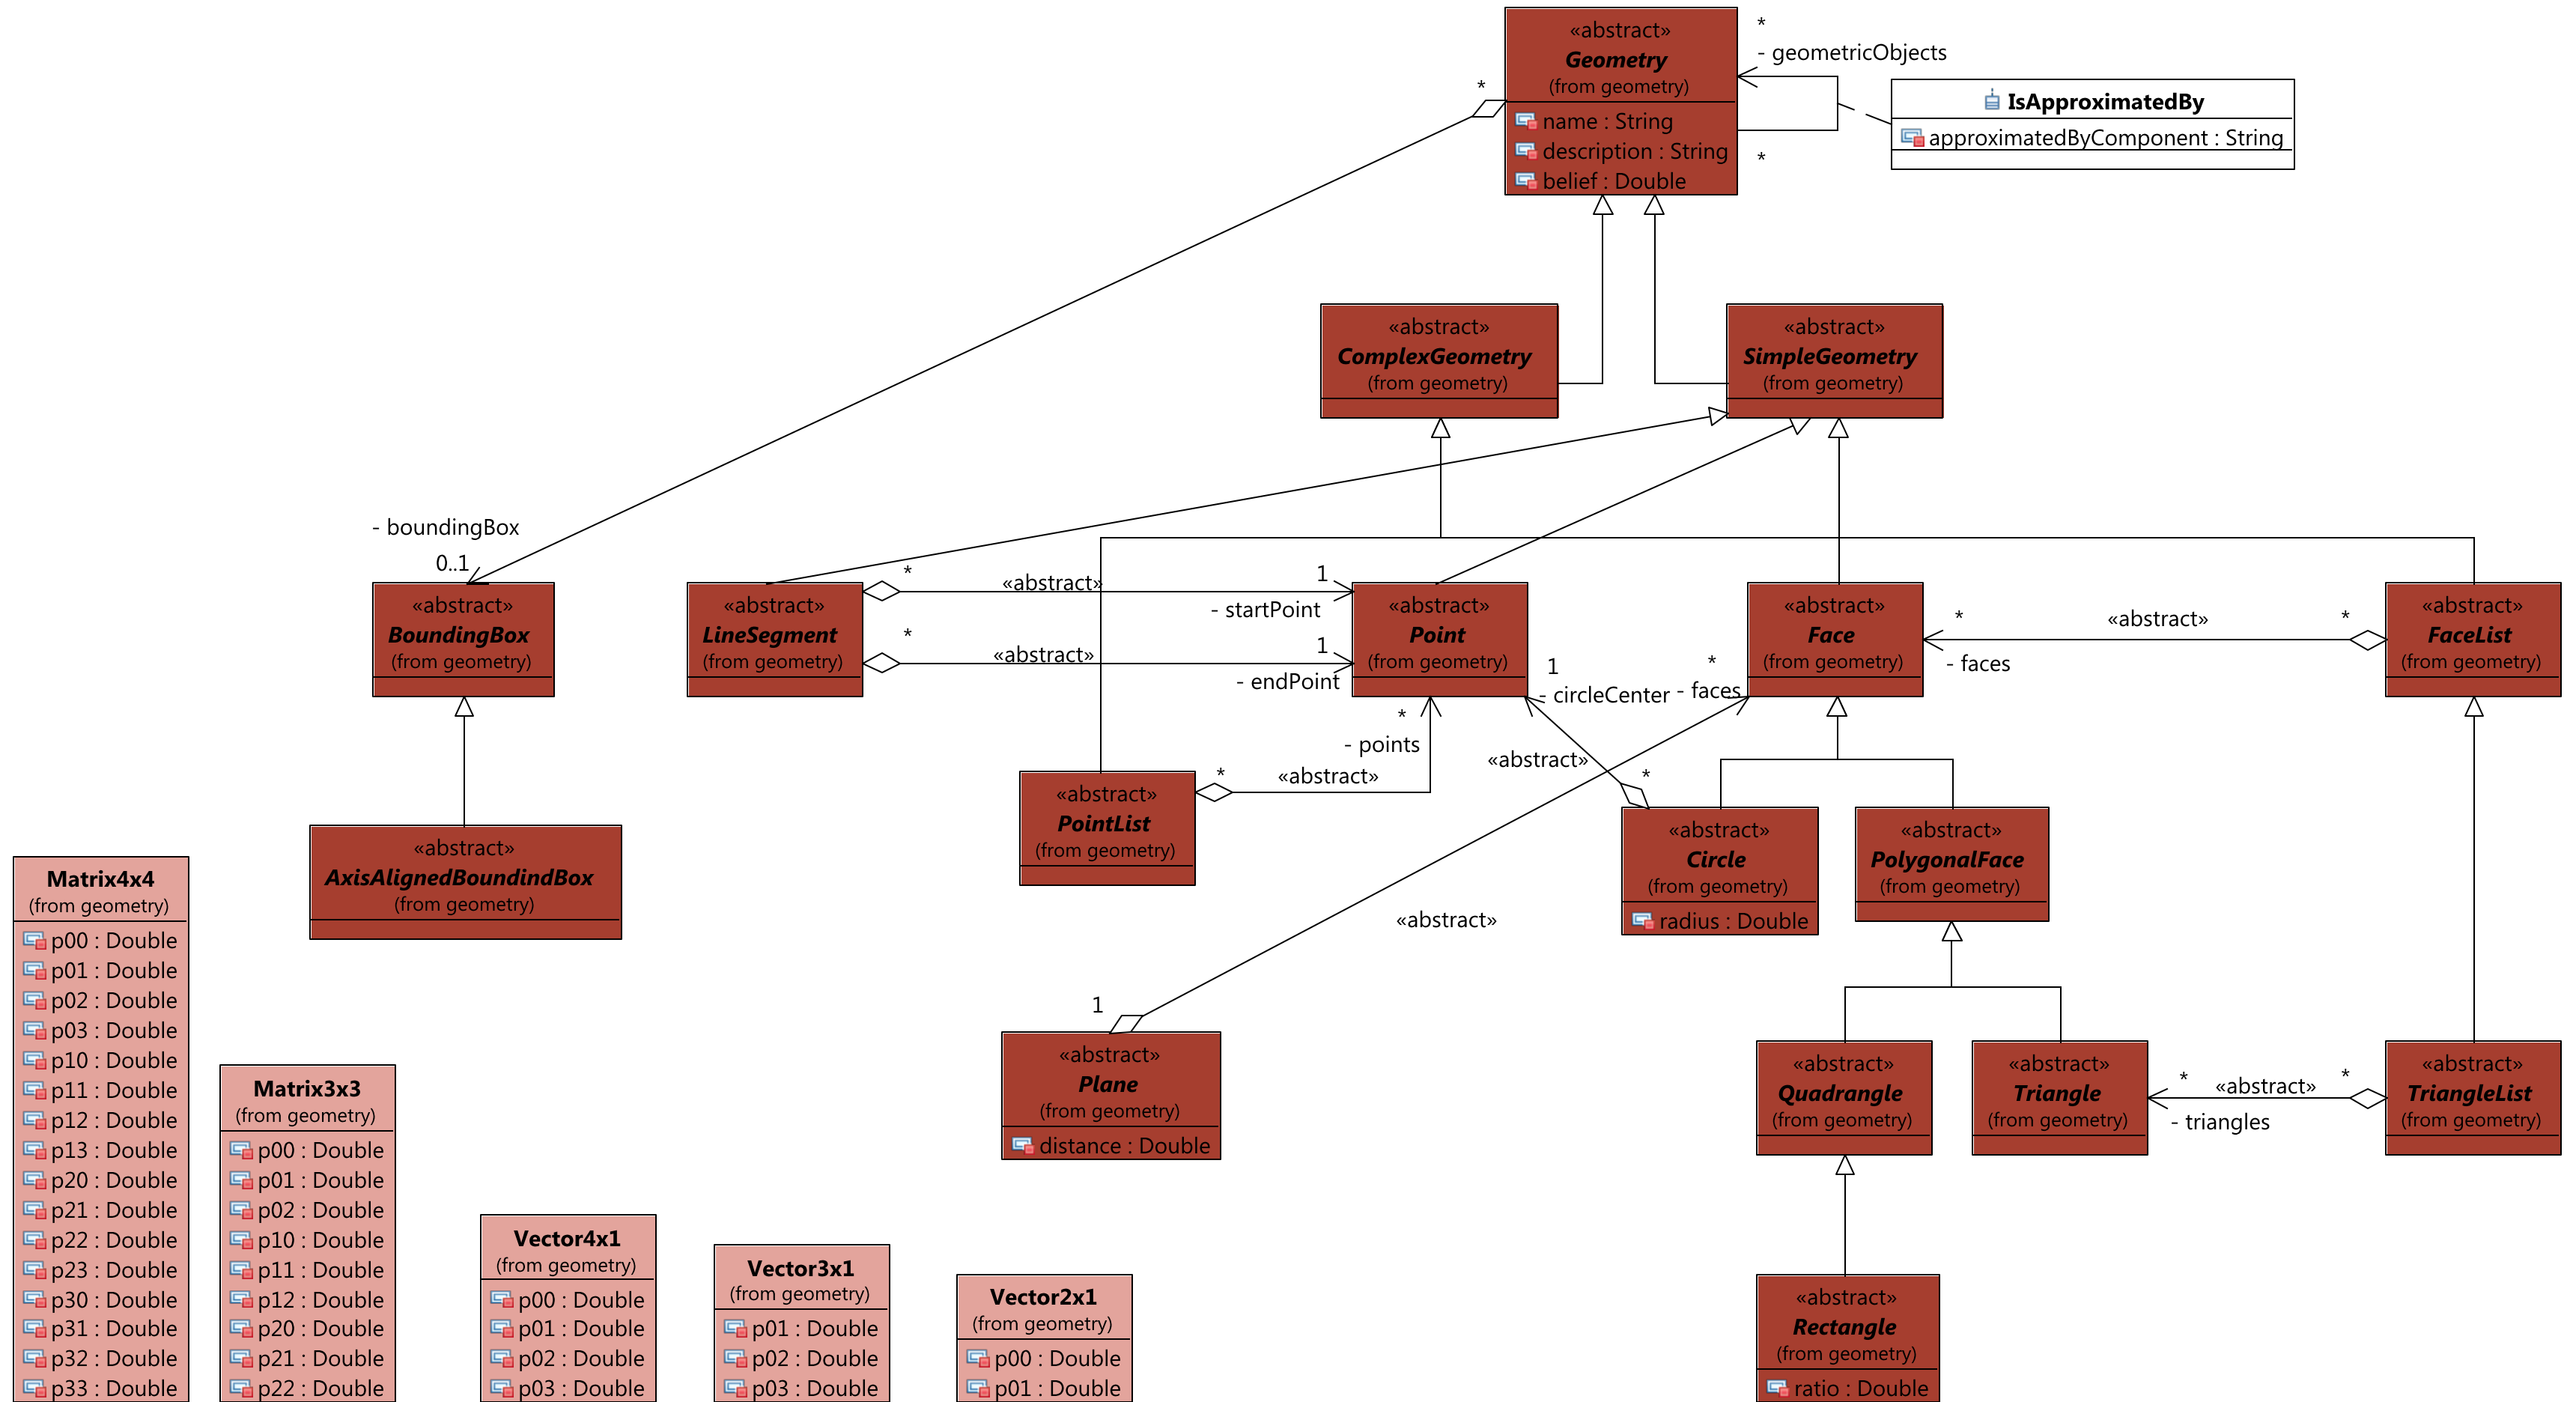 «abstract»
Geometry
(from geometry)
name : String
description : String
belief : Double
*
- geometricObjects
*
*
IsApproximatedBy
approximatedByComponent : String
«abstract»
ComplexGeometry
(from geometry)
«abstract»
SimpleGeometry
(from geometry)
- boundingBox
0..1
«abstract»
BoundingBox
(from geometry)
«abstract»
LineSegment
(from geometry)
*
«abstract»
1
- startPoint
*
«abstract»
1
- endPoint
«abstract»
Point
(from geometry)
«abstract»
Face
(from geometry)
*
- faces
«abstract»
*
«abstract»
FaceList
(from geometry)
1
- circleCenter
*
- faces
*
- points
*
«abstract»
«abstract»
*
«abstract»
PointList
(from geometry)
«abstract»
Circle
(from geometry)
radius : Double
«abstract»
PolygonalFace
(from geometry)
«abstract»
AxisAlignedBoundindBox
(from geometry)
«abstract»
1
«abstract»
Plane
(from geometry)
distance : Double
«abstract»
Quadrangle
(from geometry)
«abstract»
Triangle
(from geometry)
*
«abstract»
*
- triangles
«abstract»
TriangleList
(from geometry)
Matrix4x4
(from geometry)
p00 : Double
p01 : Double
p02 : Double
p03 : Double
p10 : Double
p11 : Double
p12 : Double
p13 : Double
p20 : Double
p21 : Double
p22 : Double
p23 : Double
p30 : Double
p31 : Double
p32 : Double
p33 : Double
Matrix3x3
(from geometry)
p00 : Double
p01 : Double
p02 : Double
p10 : Double
p11 : Double
p12 : Double
p20 : Double
p21 : Double
p22 : Double
Vector4x1
(from geometry)
p00 : Double
p01 : Double
p02 : Double
p03 : Double
Vector3x1
(from geometry)
p01 : Double
p02 : Double
p03 : Double
Vector2x1
(from geometry)
p00 : Double
p01 : Double
«abstract»
Rectangle
(from geometry)
ratio : Double